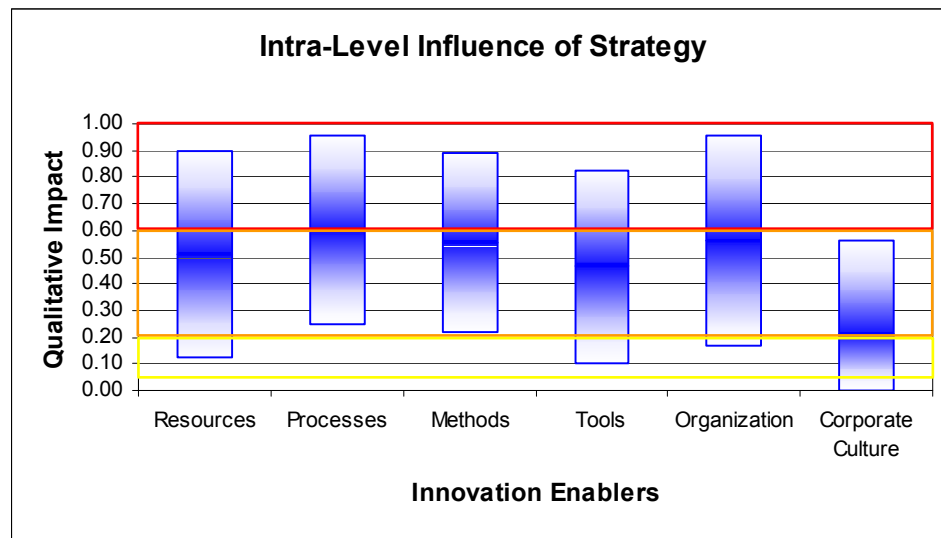 Intra-Level Influence of Strategy
Qualitative Impact
1.00
0.90
0.80
0.70
0.60
0.50
0.40
0.30
0.20
0.10
0.00
Resources Processes Methods Tools Organization Corporate
Culture
Innovation Enablers